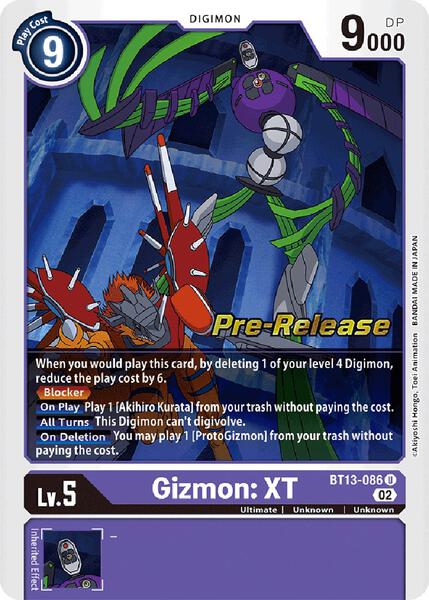 Play Cost
9
DIGIMON
DP
9000
©Akiyoshi Hongo, Toei Animation BANDAI MADE IN JAPAN
Pre-Release
When you would play this card, by deleting 1 of your level 4 Digimon,
reduce the play cost by 6.
Blocker
On Play Play 1 [Akihiro Kurata] from your trash without paying the cost.
All Turns This Digimon can't digivolve.
On Deletion You may play 1 [ProtoGizmon] from your trash without
paying the cost.
Lv.5
Gizmon: XT
BT13-086 U
02
Ultimate | Unknown | Unknown
Inherited Effect
-